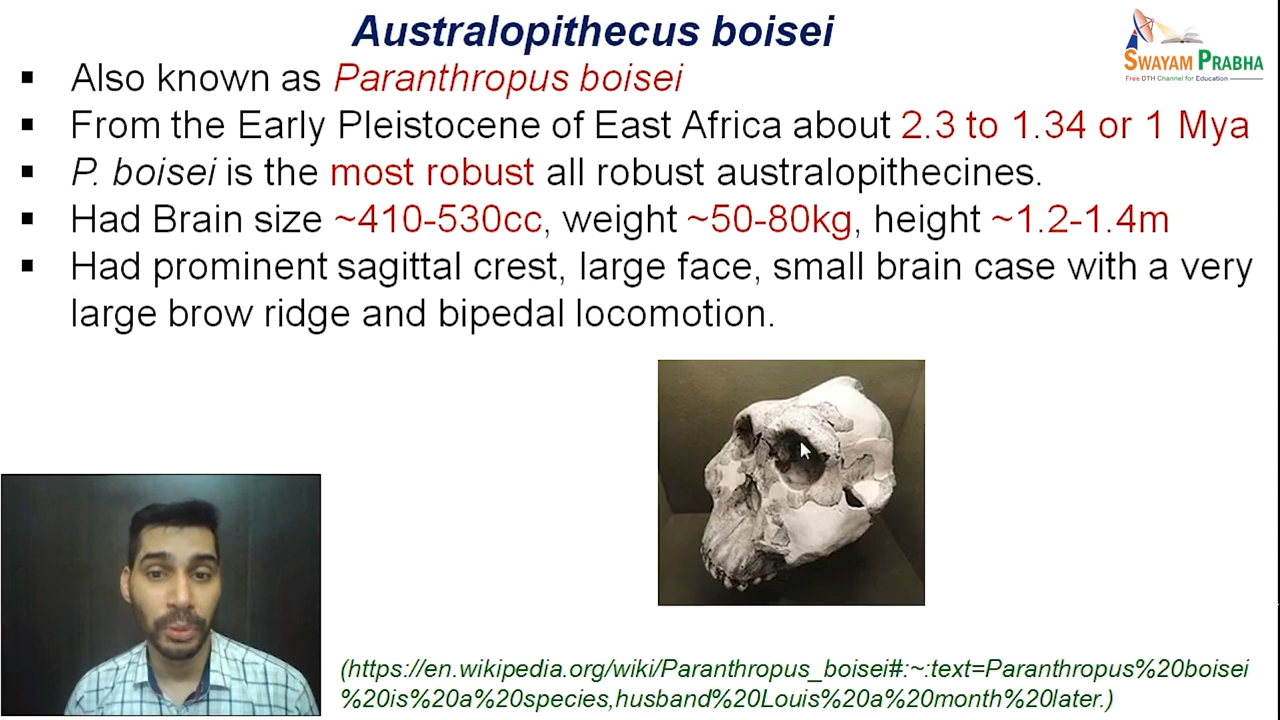 Australopithecus boisei
SWAYAM PRABHA
Free DTH Channel for Education
▪ Also known as Paranthropus boisei
▪ From the Early Pleistocene of East Africa about 2.3 to 1.34 or 1 Mya
▪ P. boisei is the most robust all robust australopithecines.
▪ Had Brain size ~410-530cc, weight ~50-80kg, height ~1.2-1.4m
▪ Had prominent sagittal crest, large face, small brain case with a very
large brow ridge and bipedal locomotion.
(https://en.wikipedia.org/wiki/Paranthropus_boisei#:~:text=Paranthropus%20boisei
%20is%20a%20species,husband%20Louis%20a%20month%20later.)